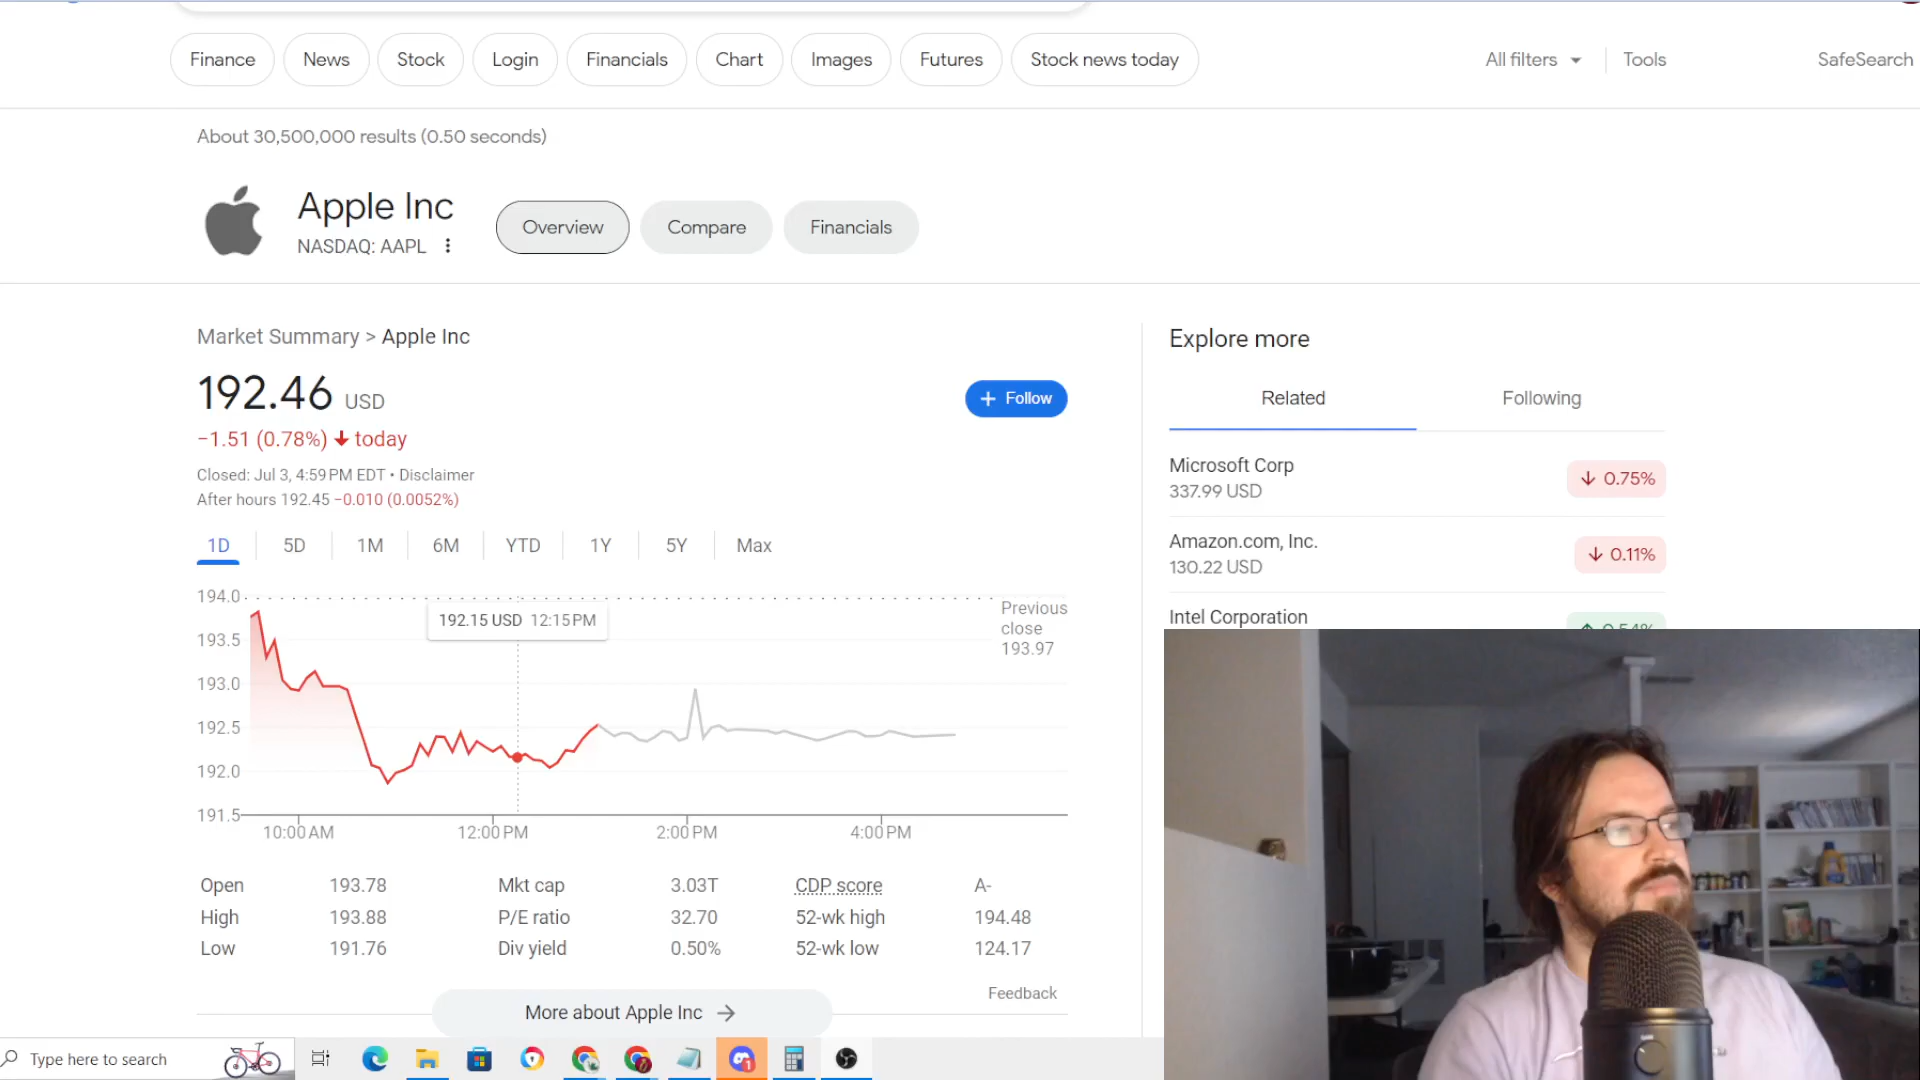 Finance
News
Stock
Login
Financials
Chart
Images
Futures
Stock news today
All filters
Tools
SafeSearch
About 30,500,000 results (0.50 seconds)
Apple Inc
NASDAQ: AAPL
Overview
Compare
Financials
Market Summary > Apple Inc
192.46 USD
−1.51 (0.78%) today
Closed: Jul 3, 4:59 PM EDT • Disclaimer
After hours 192.45 −0.010 (0.0052%)
Follow
1D
5D
1M
6M
YTD
1Y
5Y
Max
194.0
193.5
193.0
192.5
192.0
191.5
192.15 USD 12:15 PM
Previous
close
193.97
10:00 AM
12:00 PM
2:00 PM
4:00 PM
Open 193.78
High 193.88
Low 191.76
Mkt cap 3.03T
P/E ratio 32.70
Div yield 0.50%
CDP score A-
52-wk high 194.48
52-wk low 124.17
Feedback
More about Apple Inc
Explore more
Related
Following
Microsoft Corp
337.99 USD
0.75%
Amazon.com, Inc.
130.22 USD
0.11%
Intel Corporation
Type here to search